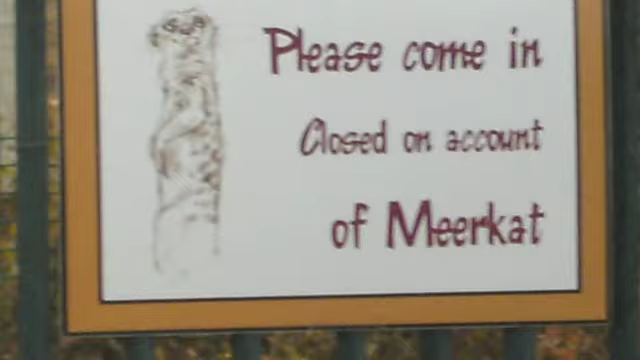 Please come in
Closed on account
of Meerkat